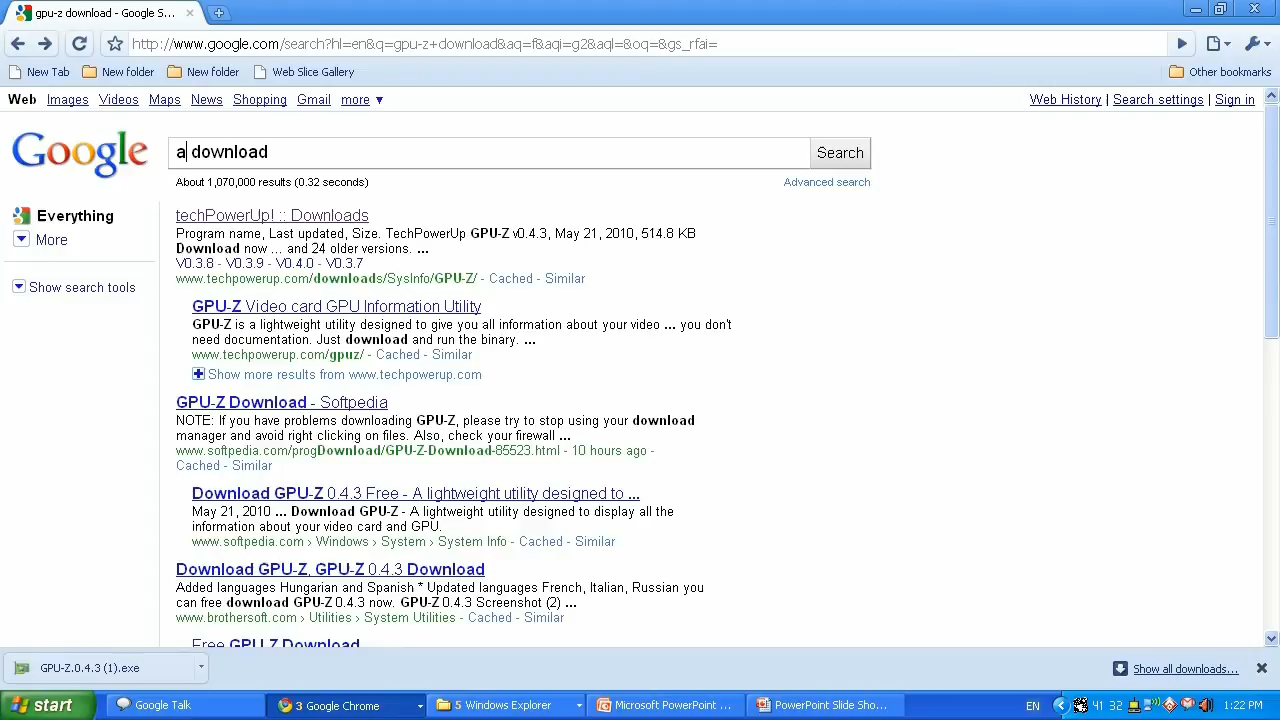 gpu-z download - Google S...
http://www.google.com/search?hl=en&q=gpu-z+download&aq=f&aqi=g2&aql=&oq=&gs_rfai=
New Tab New folder New folder Web Slice Gallery Other bookmarks
Web Images Videos Maps News Shopping Gmail more ▼ Web History | Search settings | Sign in
Google a download Search
About 1,070,000 results (0.32 seconds) Advanced search
Everything
More
Show search tools
techPowerUp! :: Downloads
Program name, Last updated, Size. TechPowerUp GPU-Z v0.4.3, May 21, 2010, 514.8 KB
Download now ... and 24 older versions. ...
V0.3.8 - V0.3.9 - V0.4.0 - V0.3.7
www.techpowerup.com/downloads/SysInfo/GPU-Z/ - Cached - Similar
GPU-Z Video card GPU Information Utility
GPU-Z is a lightweight utility designed to give you all information about your video ... you don't
need documentation. Just download and run the binary. ...
www.techpowerup.com/gpuz/ - Cached - Similar
Show more results from www.techpowerup.com
GPU-Z Download - Softpedia
NOTE: If you have problems downloading GPU-Z, please try to stop using your download
manager and avoid right clicking on files. Also, check your firewall ...
www.softpedia.com/progDownload/GPU-Z-Download-85523.html - 10 hours ago -
Cached - Similar
Download GPU-Z 0.4.3 Free - A lightweight utility designed to ...
May 21, 2010 ... Download GPU-Z - A lightweight utility designed to display all the
information about your video card and GPU.
www.softpedia.com › Windows › System › System Info - Cached - Similar
Download GPU-Z, GPU-Z 0.4.3 Download
Added languages Hungarian and Spanish * Updated languages French, Italian, Russian you
can free download GPU-Z 0.4.3 now. GPU-Z 0.4.3 Screenshot (2) ...
www.brothersoft.com › Utilities › System Utilities - Cached - Similar
Free GPU Z Download
GPU-Z.0.4.3 (1).exe Show all downloads...
start Google Talk 3 Google Chrome 5 Windows Explorer Microsoft PowerPoint ... PowerPoint Slide Sho... EN 41 32 1:22 PM